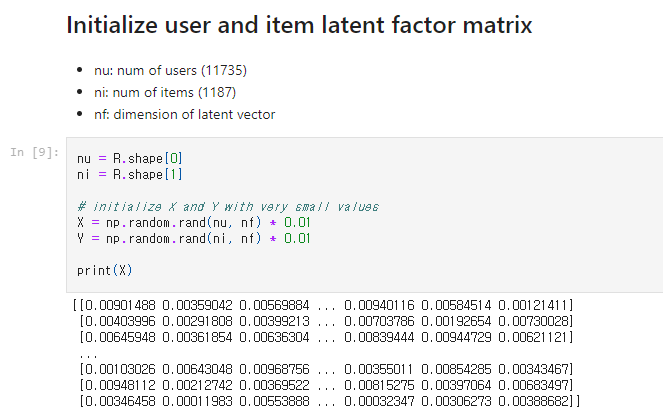 Initialize user and item latent factor matrix
• nu: num of users (11735)
• ni: num of items (1187)
• nf: dimension of latent vector
In [9]:
nu = R.shape[0]
ni = R.shape[1]
# initialize X and Y with very small values
X = np.random.rand(nu, nf) * 0.01
Y = np.random.rand(ni, nf) * 0.01
print(X)
[[0.00901488 0.00359042 0.00569884 ... 0.00940116 0.00584514 0.00121411]
[0.00403996 0.00291808 0.00399213 ... 0.00703786 0.00192654 0.00730028]
[0.00645948 0.00361854 0.00636304 ... 0.00839444 0.00944729 0.00621121]
...
[0.00103026 0.00643048 0.00968756 ... 0.00355011 0.00854285 0.00343467]
[0.00948112 0.00212742 0.00369522 ... 0.00815275 0.00397064 0.00683497]
[0.00346458 0.00011983 0.00553888 ... 0.00032347 0.00306273 0.00388682]]